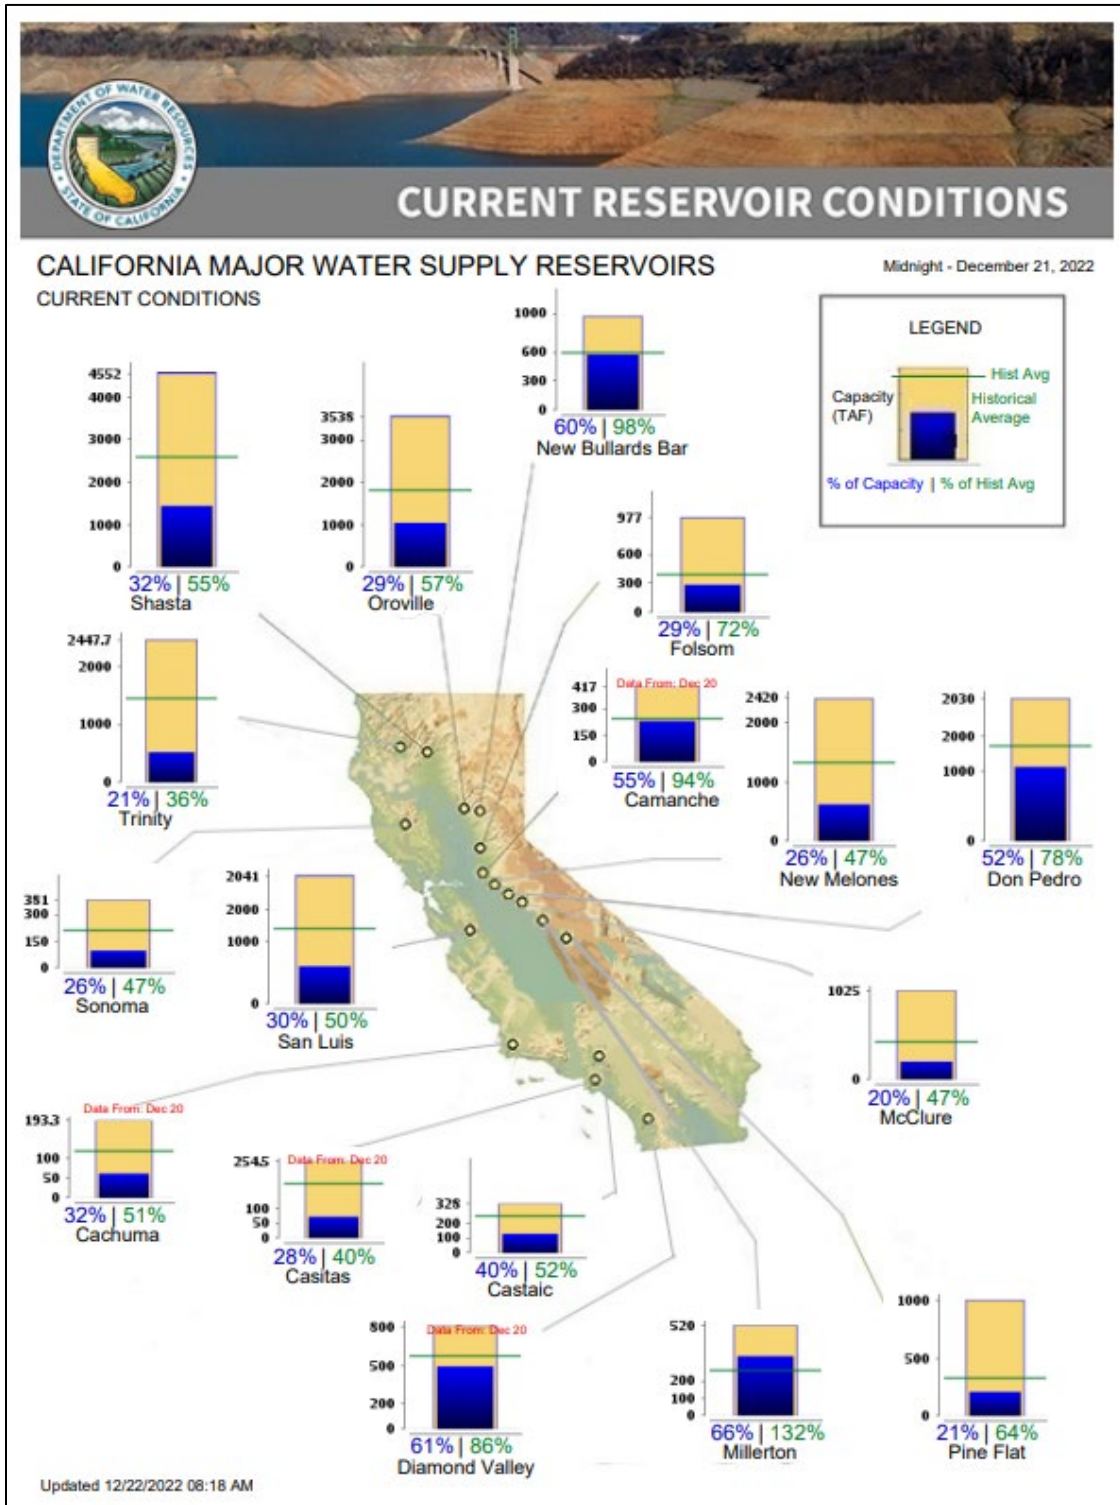 DEPARTMENT OF WATER RESOURCES
STATE OF CALIFORNIA
CURRENT RESERVOIR CONDITIONS
CALIFORNIA MAJOR WATER SUPPLY RESERVOIRS
Midnight - December 21, 2022
CURRENT CONDITIONS
LEGEND
Hist Avg
Capacity
(TAF)
Historical
Average
% of Capacity | % of Hist Avg
1000
600
300
0
60% | 98%
New Bullards Bar
4552
4000
3000
2000
1000
0
32% | 55%
Shasta
3538
3000
2000
1000
0
29% | 57%
Oroville
977
600
300
0
29% | 72%
Folsom
2447.7
2000
1000
0
21% | 36%
Trinity
Data From: Dec 20
417
300
150
0
55% | 94%
Camanche
2420
2000
1000
0
26% | 47%
New Melones
2030
2000
1000
0
52% | 78%
Don Pedro
381
300
150
0
26% | 47%
Sonoma
2041
2000
1000
0
30% | 50%
San Luis
1025
0
20% | 47%
McClure
Data From: Dec 20
193.3
100
50
0
32% | 51%
Cachuma
Data From: Dec 20
254.5
100
50
0
28% | 40%
Casitas
328
200
100
0
40% | 52%
Castaic
Data From: Dec 20
800
500
200
0
61% | 86%
Diamond Valley
520
200
100
0
66% | 132%
Millerton
1000
500
0
21% | 64%
Pine Flat
Updated 12/22/2022 08:18 AM